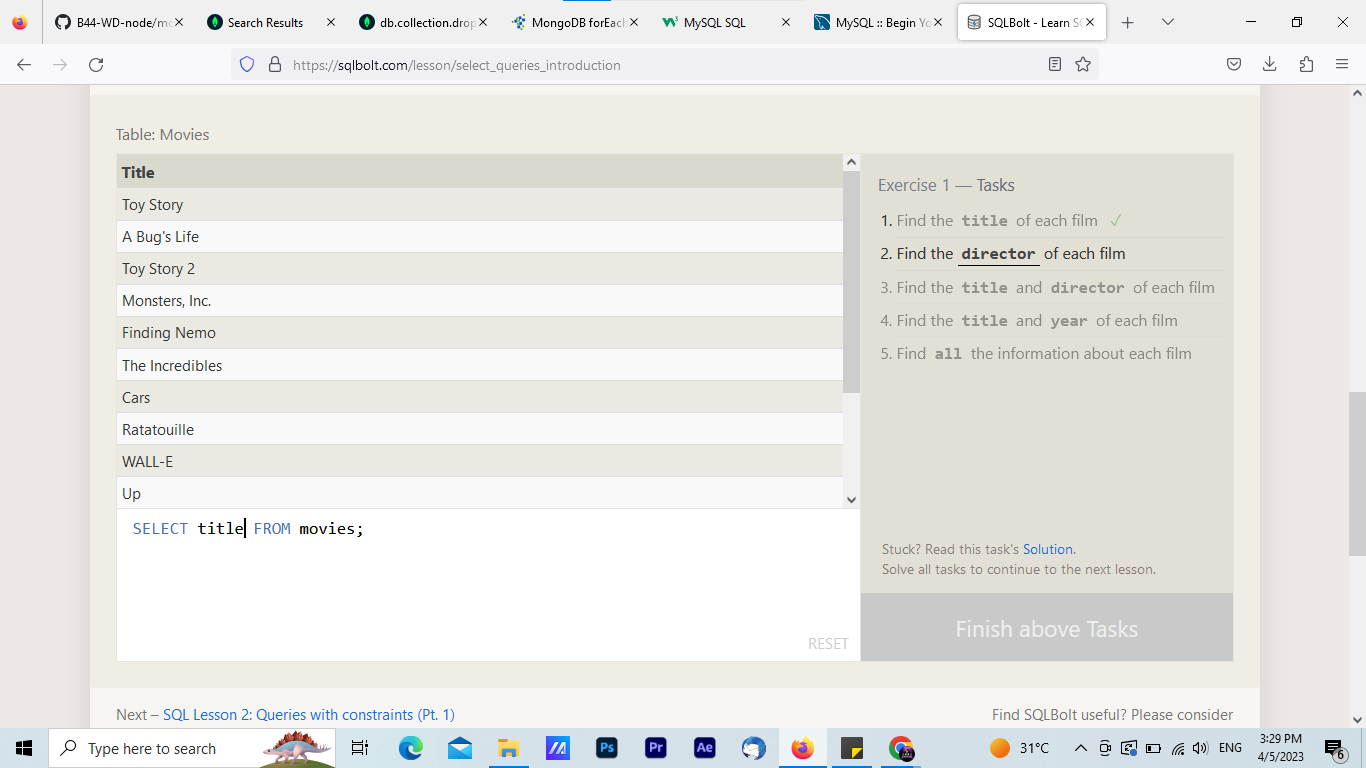 B44-WD-node/mo
Search Results
db.collection.drop
MongoDB forEach
MySQL SQL
MySQL :: Begin Yo
SQLBolt - Learn SQ
https://sqlbolt.com/lesson/select_queries_introduction
Table: Movies
Title
Toy Story
A Bug's Life
Toy Story 2
Monsters, Inc.
Finding Nemo
The Incredibles
Cars
Ratatouille
WALL-E
Up
SELECT title FROM movies;
RESET
Exercise 1 — Tasks
1. Find the title of each film ✓
2. Find the director of each film
3. Find the title and director of each film
4. Find the title and year of each film
5. Find all the information about each film
Stuck? Read this task's Solution.
Solve all tasks to continue to the next lesson.
Finish above Tasks
Next – SQL Lesson 2: Queries with constraints (Pt. 1)
Find SQLBolt useful? Please consider
Type here to search
Ps
Pr
Ae
31°C
ENG
3:29 PM
4/5/2023
6